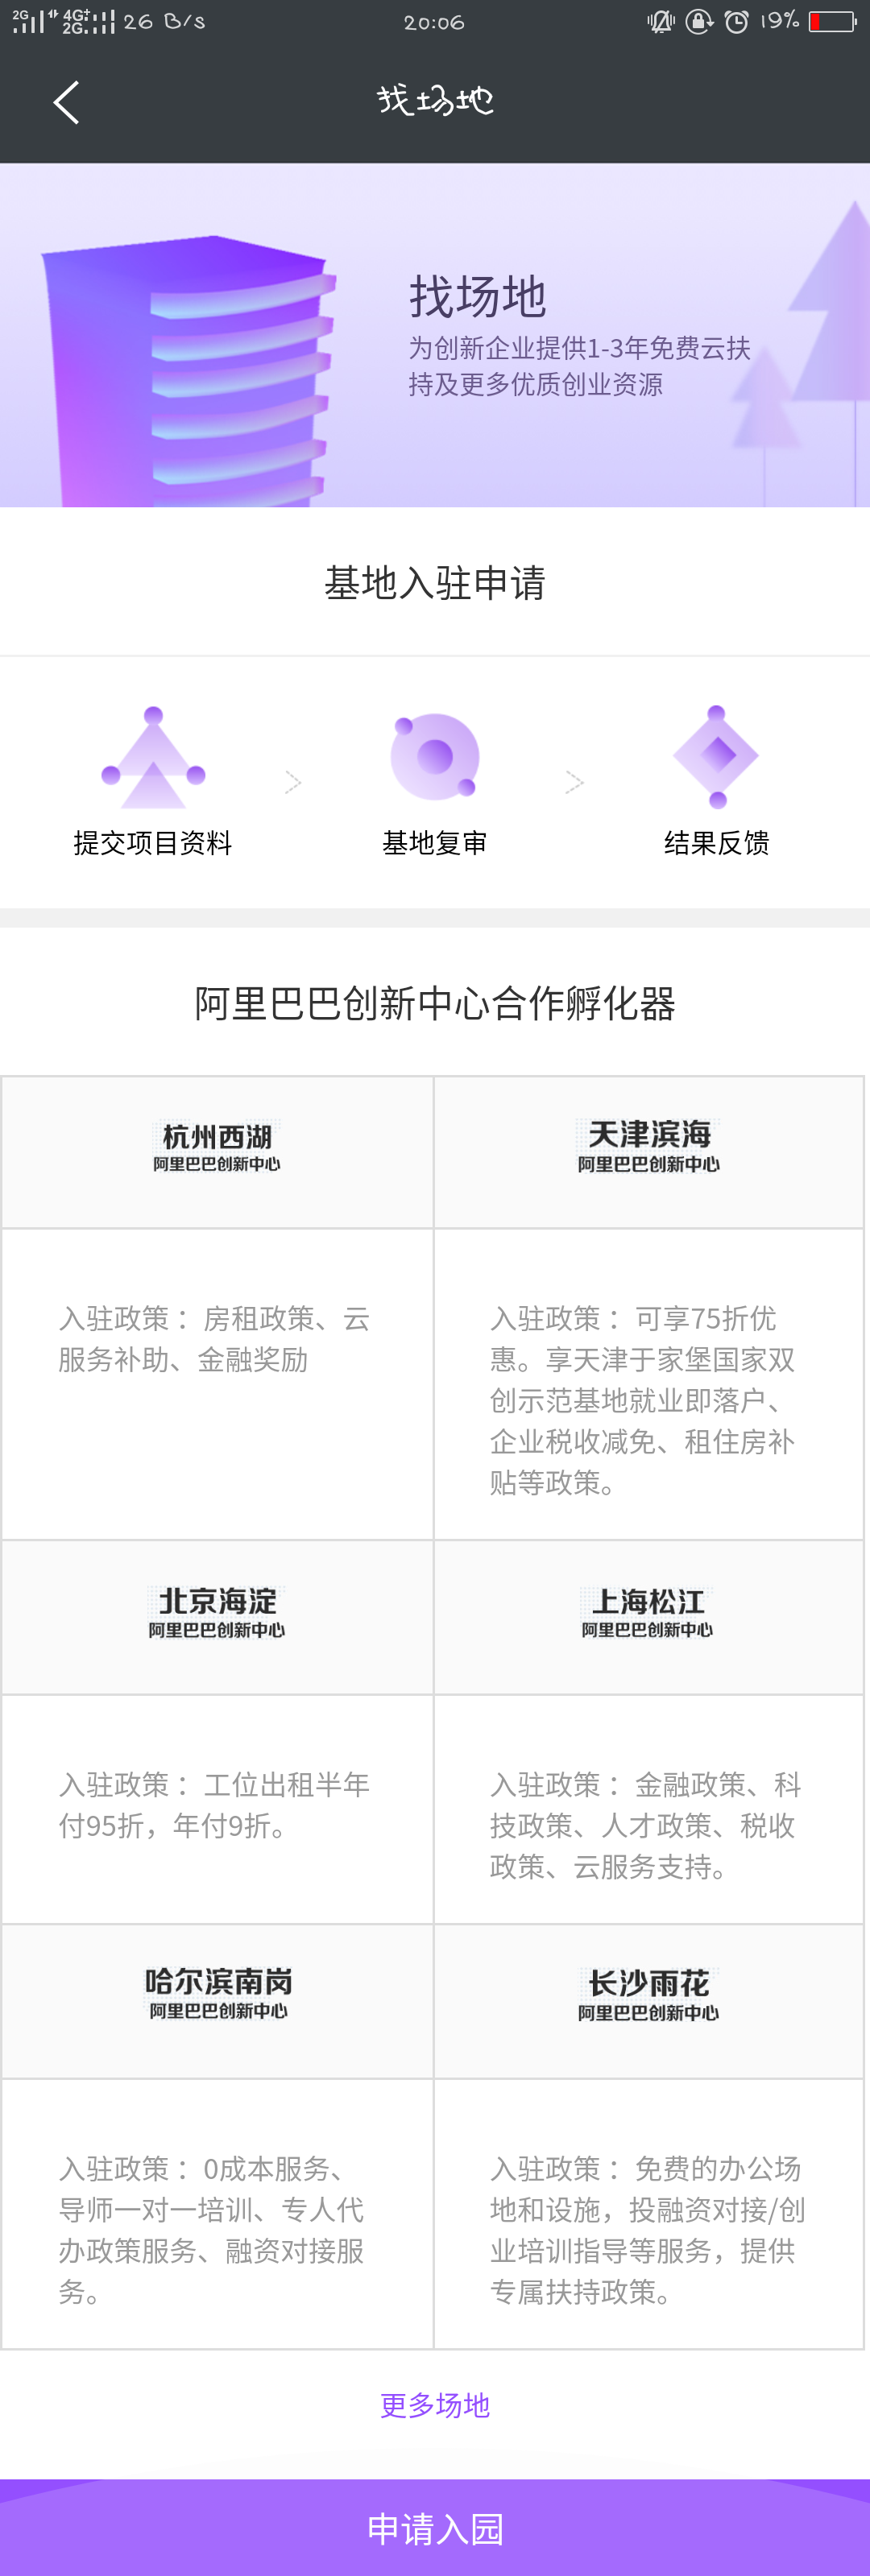 2G 4G+ 2G 26 B/s 20:06 19%
找场地
找场地
为创新企业提供1-3年免费云扶
持及更多优质创业资源
基地入驻申请
提交项目资料 基地复审 结果反馈
阿里巴巴创新中心合作孵化器
杭州西湖
阿里巴巴创新中心
天津滨海
阿里巴巴创新中心
入驻政策：房租政策、云
服务补助、金融奖励
入驻政策：可享75折优
惠。享天津于家堡国家双
创示范基地就业即落户、
企业税收减免、租住房补
贴等政策。
北京海淀
阿里巴巴创新中心
上海松江
阿里巴巴创新中心
入驻政策：工位出租半年
付95折，年付9折。
入驻政策：金融政策、科
技政策、人才政策、税收
政策、云服务支持。
哈尔滨南岗
阿里巴巴创新中心
长沙雨花
阿里巴巴创新中心
入驻政策：0成本服务、
导师一对一培训、专人代
办政策服务、融资对接服
务。
入驻政策：免费的办公场
地和设施，投融资对接/创
业培训指导等服务，提供
专属扶持政策。
更多场地
申请入园